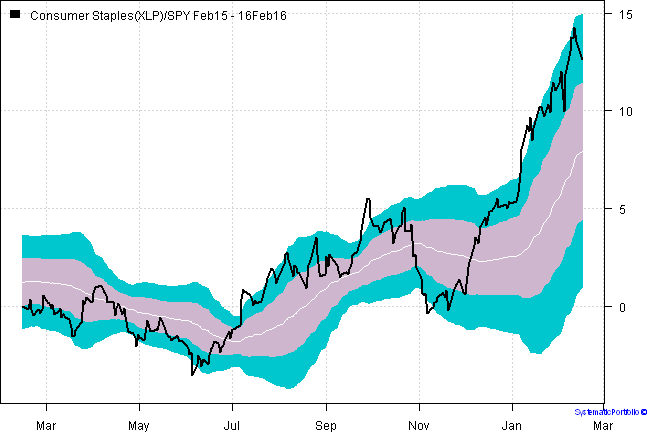 Consumer Staples(XLP)/SPY Feb15 - 16Feb16
15
10
5
0
SystematicPortfolio ©
Mar May Jul Sep Nov Jan Mar